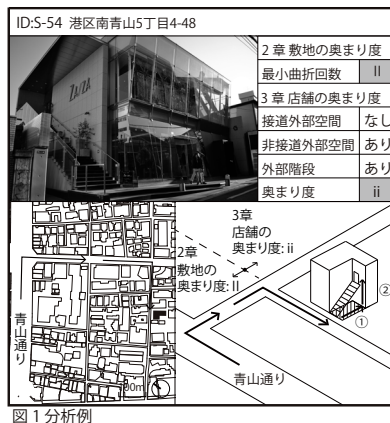 ID:S-54 港区南青山5丁目4-48
ZA/ZA
2章 敷地の奥まり度
最小曲折回数 II
3章 店舗の奥まり度
接道外部空間 なし
非接道外部空間 あり
外部階段 あり
奥まり度 ii
2章
敷地の
奥まり度: II
3章
店舗の
奥まり度: ii
青山通り
00m
青山通り
①
②
図1分析例